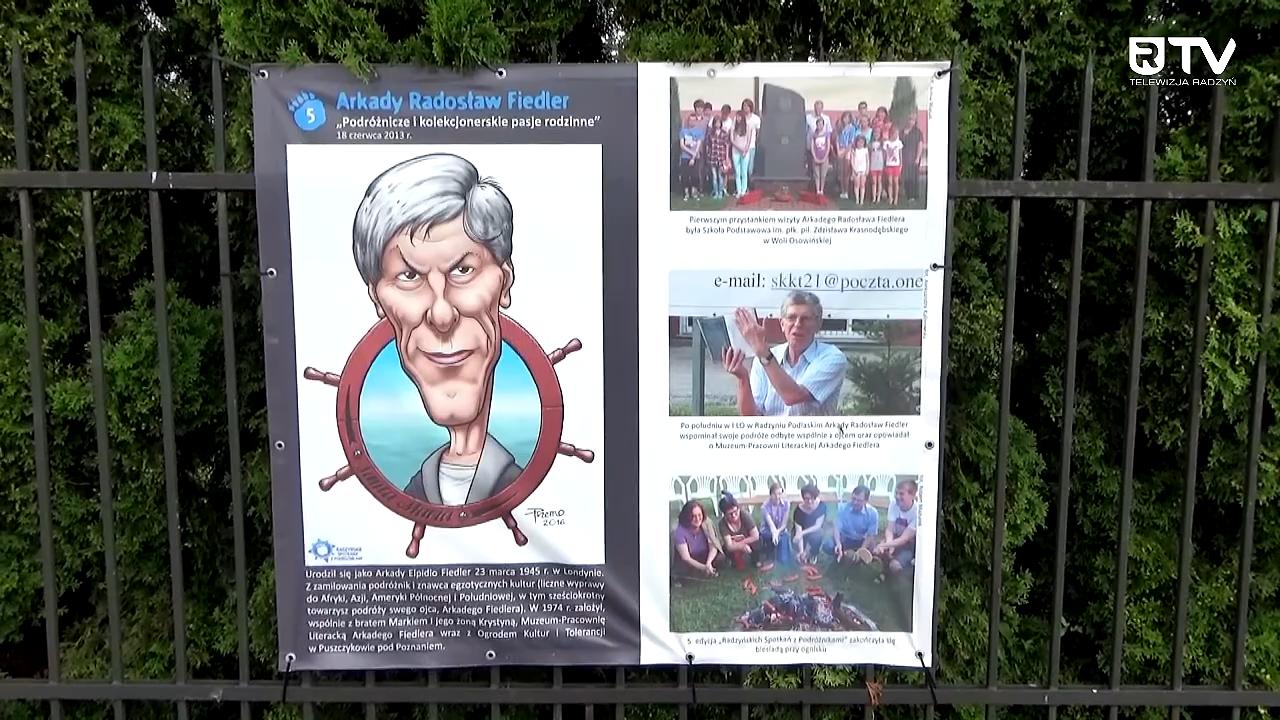 RTV
TELEWIZJA RADZYŃ
5
Arkady Radosław Fiedler
„Podróżnicze i kolekcjonerskie pasje rodzinne”
18 czerwca 2013 r.
Pierwszym przystankiem wizyty Arkadego Radosława Fiedlera
była Szkoła Podstawowa im. płk. pil. Zdzisława Krasnodębskiego
w Woli Osowińskiej
e-mail: skkt21@poczta.one
Po południu w I LO w Radzyniu Podlaskim Arkady Radosław Fiedler
wspominał swoje podróże odbyte wspólnie z ojcem oraz opowiadał
o Muzeum-Pracowni Literackiej Arkadego Fiedlera
2016
RADZYŃSKIE
SPOTKANIA
Z PODRÓŻNIKAMI
Urodził się jako Arkady Elpidio Fiedler 23 marca 1945 r. w Londynie.
Z zamiłowania podróżnik i znawca egzotycznych kultur (liczne wyprawy
do Afryki, Azji, Ameryki Północnej i Południowej, w tym sześciokrotny
towarzysz podróży swego ojca, Arkadego Fiedlera). W 1974 r. założył,
wspólnie z bratem Markiem i jego żoną Krystyną, Muzeum-Pracownię
Literacką Arkadego Fiedlera wraz z Ogrodem Kultur i Tolerancji
w Puszczykowie pod Poznaniem.
5. edycja „Radzyńskich Spotkań z Podróżnikami” zakończyła się
biesiadą przy ognisku